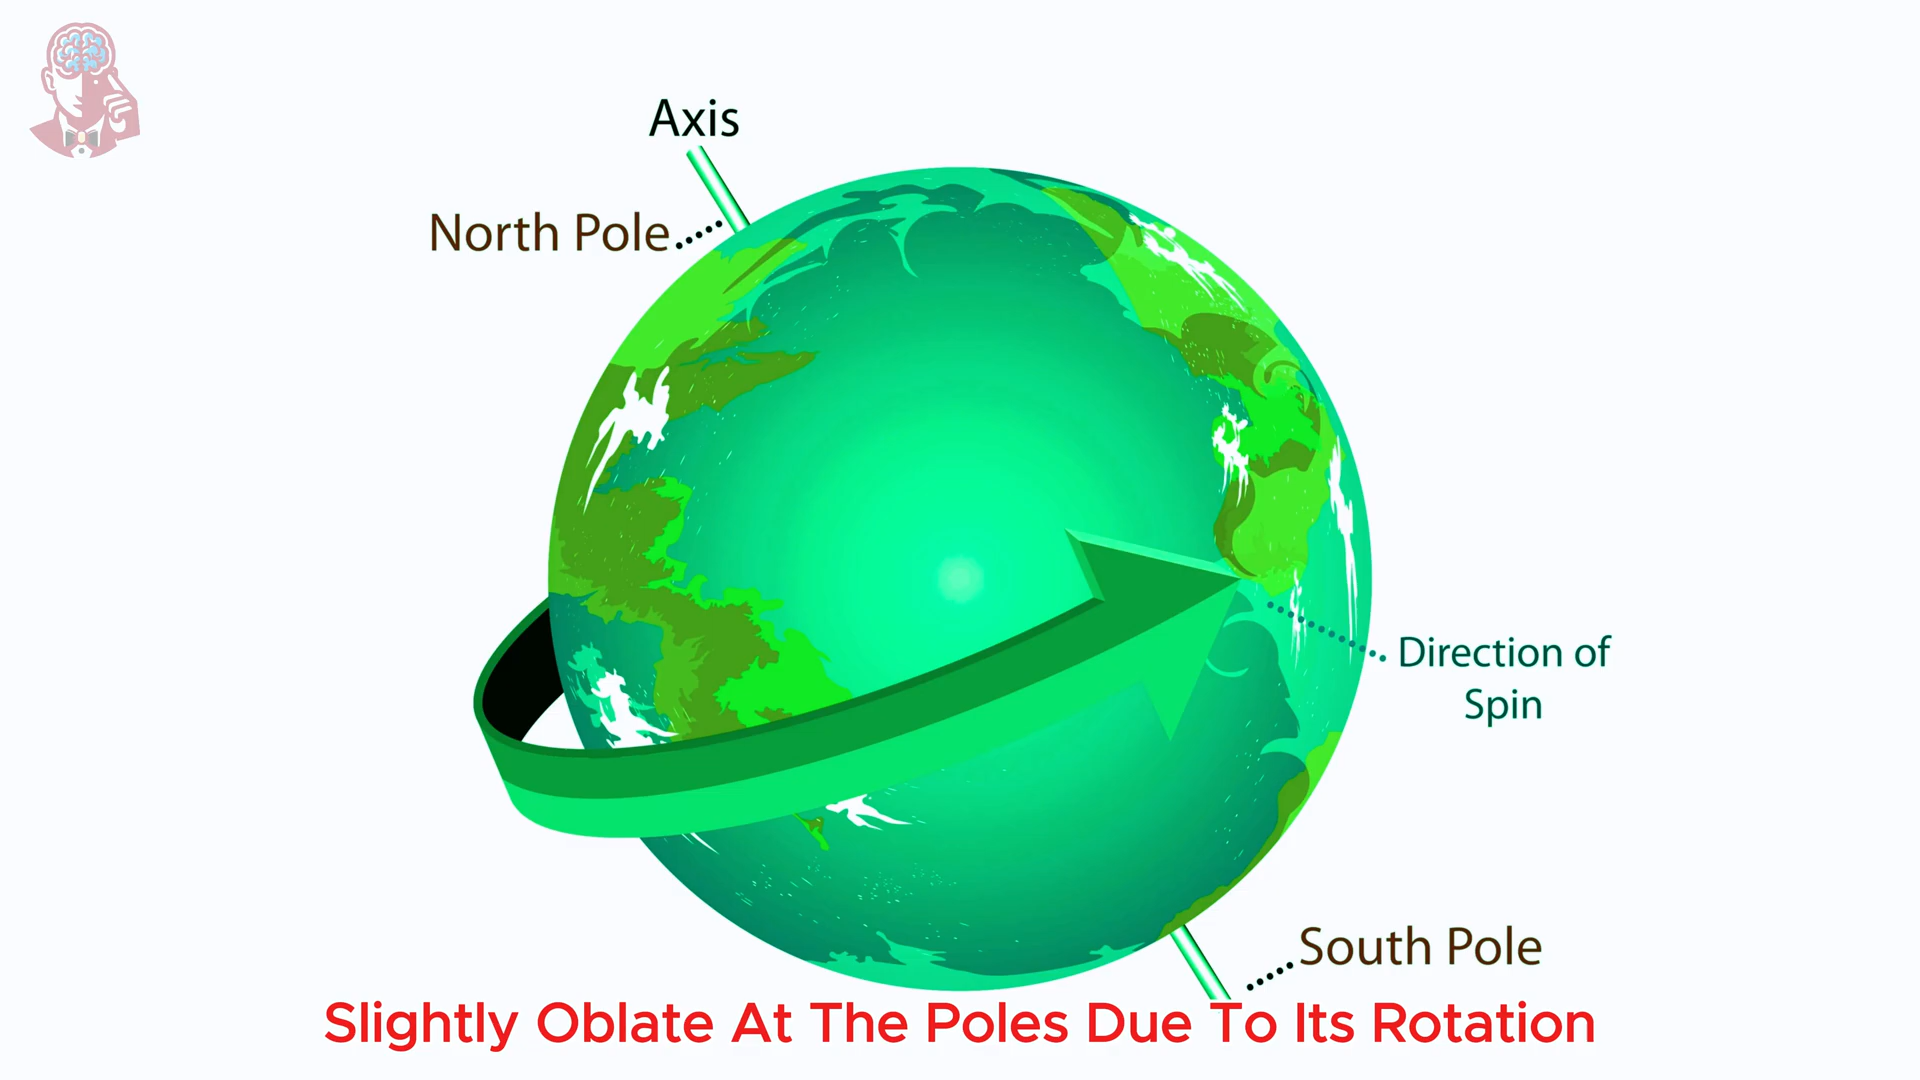 Axis
North Pole
Direction of
Spin
South Pole
Slightly Oblate At The Poles Due To Its Rotation